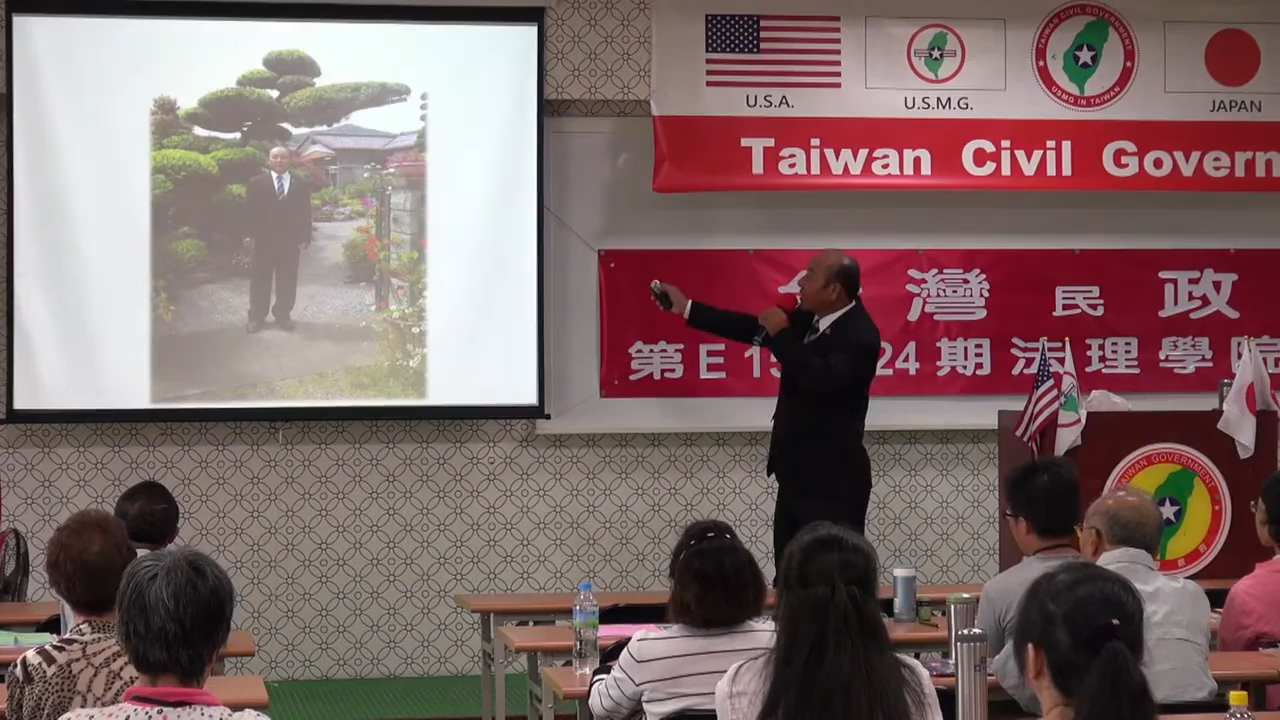 U.S.A.
U.S.M.G.
TAIWAN CIVIL GOVERNMENT
USMG IN TAIWAN
JAPAN
Taiwan Civil Govern
灣 民 政
第 E 15 24 期 法 理 學 院
TAIWAN GOVERNMENT